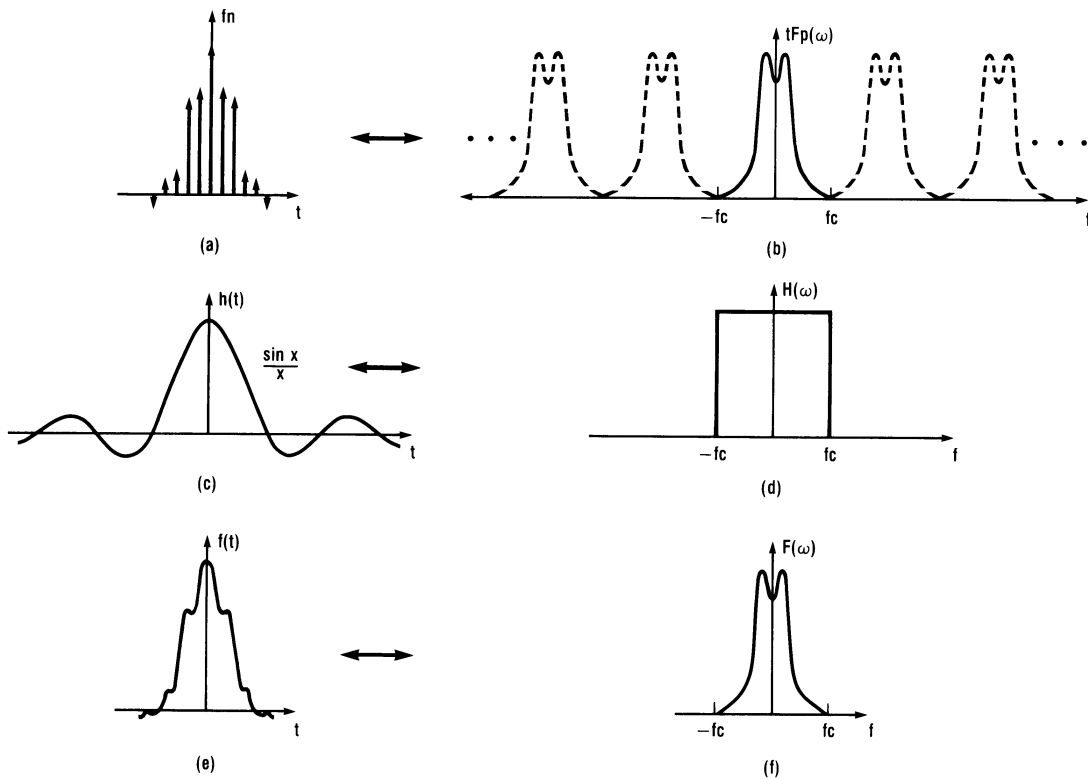 fn
t
(a)
tFp(ω)
. . .
. . .
−fc
fc
f
(b)
h(t)
sin x
x
t
(c)
H(ω)
−fc
fc
f
(d)
f(t)
t
(e)
F(ω)
−fc
fc
f
(f)